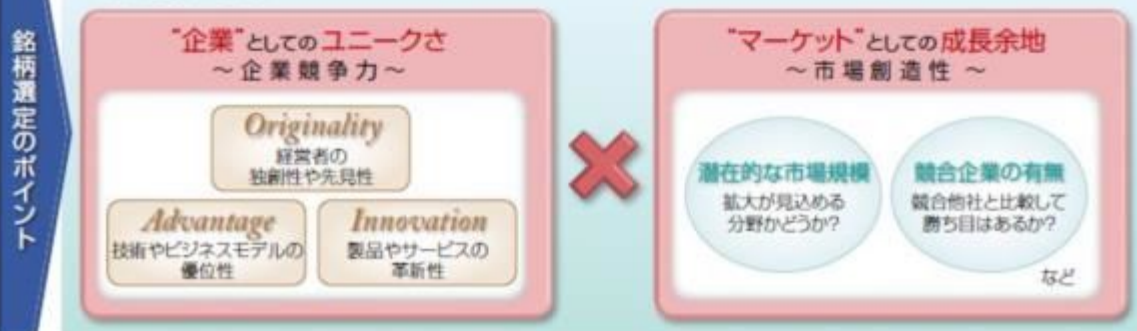 銘柄選定のポイント
"企業"としてのユニークさ
～企業競争力～
Originality
経営者の
独創性や先見性
Advantage
技術やビジネスモデルの
優位性
Innovation
製品やサービスの
革新性
"マーケット"としての成長余地
～市場創造性～
潜在的な市場規模
拡大が見込める
分野かどうか?
競合企業の有無
競合他社と比較して
勝ち目はあるか?
など